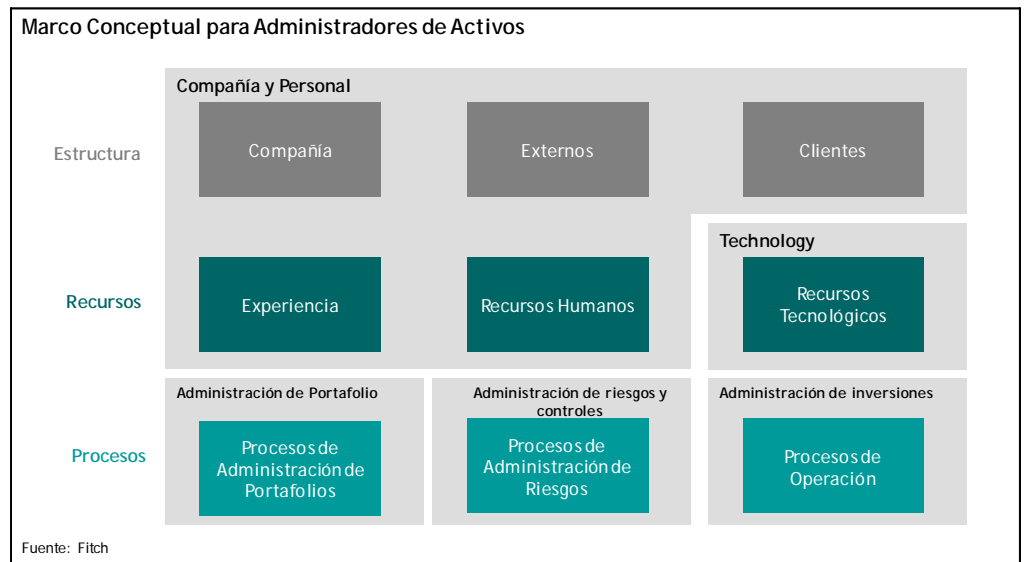 Marco Conceptual para Administradores de Activos
Compañía y Personal
Estructura
Compañía
Externos
Clientes
Technology
Recursos
Experiencia
Recursos Humanos
Recursos
Tecnológicos
Administración de Portafolio
Administración de riesgos y
controles
Administración de inversiones
Procesos
Procesos de
Administración de
Portafolios
Procesos de
Administración de
Riesgos
Procesos de
Operación
Fuente: Fitch